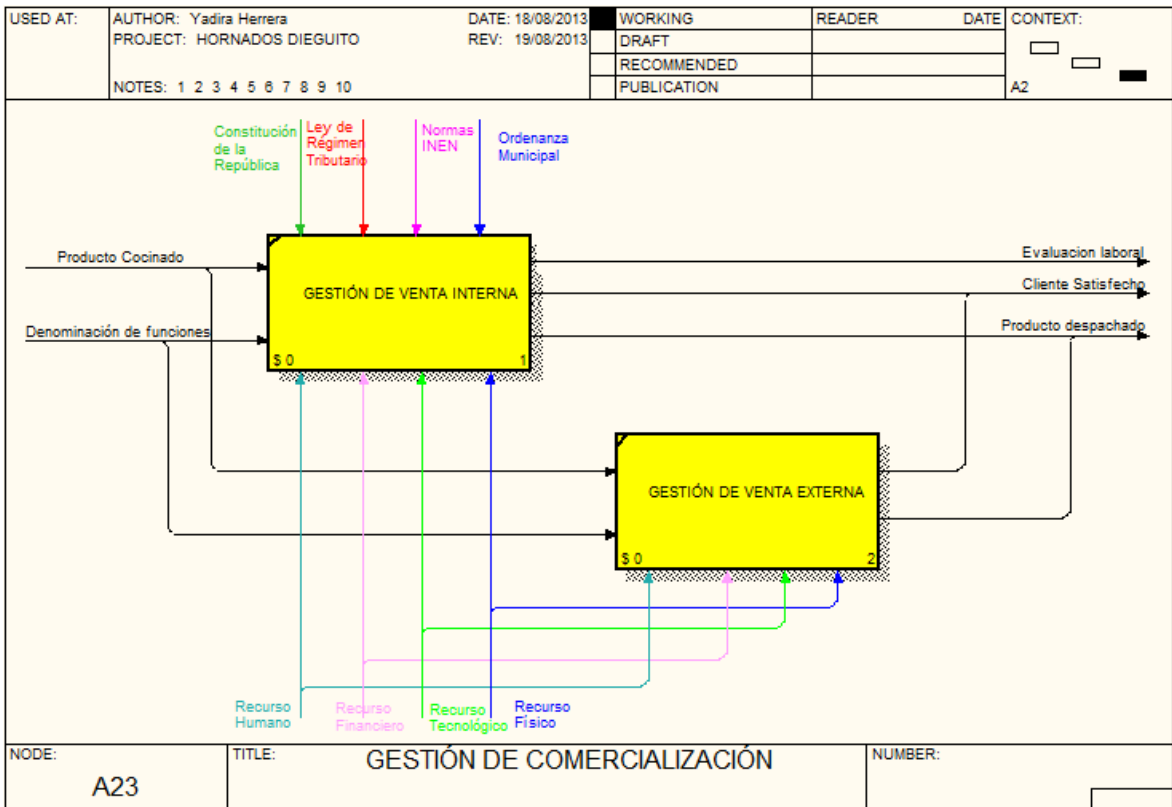 USED AT:
AUTHOR: Yadira Herrera
DATE: 18/08/2013
PROJECT: HORNADOS DIEGUITO
REV: 19/08/2013
NOTES: 1 2 3 4 5 6 7 8 9 10
WORKING
DRAFT
RECOMMENDED
PUBLICATION
READER
DATE
CONTEXT:
A2
Constitución
de la
República
Ley de
Régimen
Tributario
Normas
INEN
Ordenanza
Municipal
Producto Cocinado
Denominación de funciones
GESTIÓN DE VENTA INTERNA
$ 0
1
Evaluacion laboral
Cliente Satisfecho
Producto despachado
GESTIÓN DE VENTA EXTERNA
$ 0
2
Recurso
Humano
Recurso
Financiero
Recurso
Tecnológico
Recurso
Físico
NODE:
A23
TITLE:
GESTIÓN DE COMERCIALIZACIÓN
NUMBER: